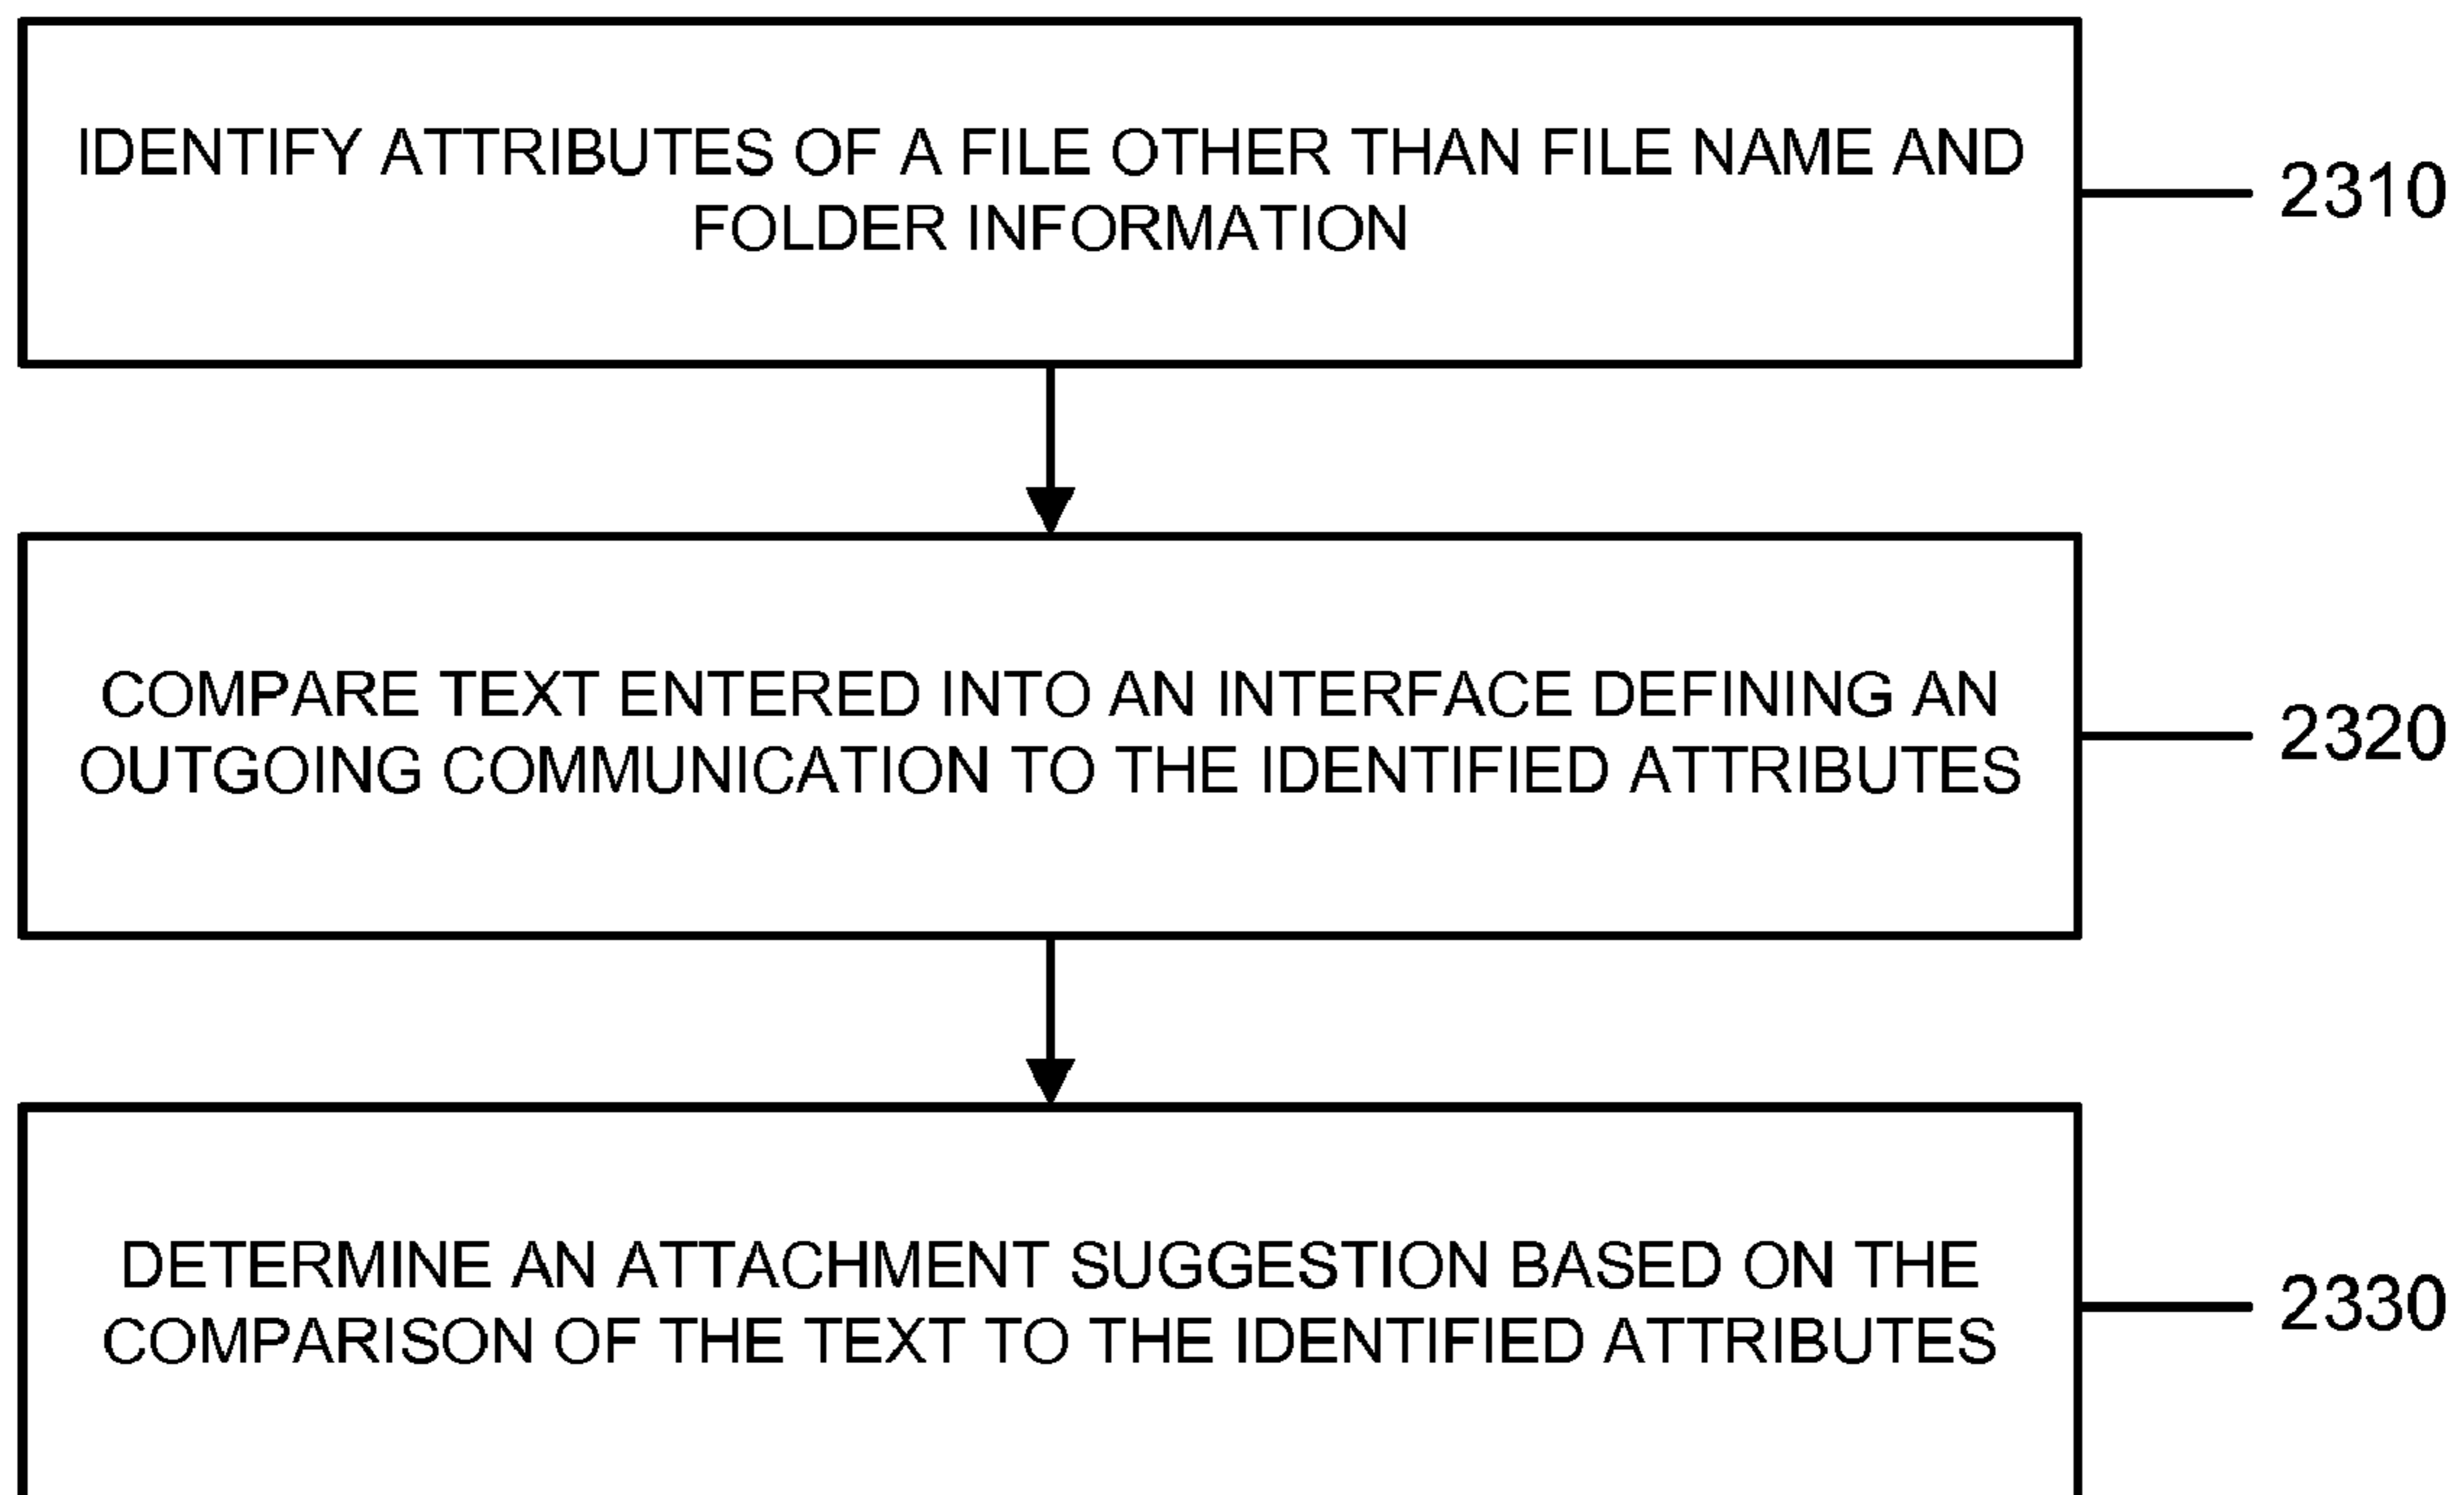 IDENTIFY ATTRIBUTES OF A FILE OTHER THAN FILE NAME AND
FOLDER INFORMATION
2310
COMPARE TEXT ENTERED INTO AN INTERFACE DEFINING AN
OUTGOING COMMUNICATION TO THE IDENTIFIED ATTRIBUTES
2320
DETERMINE AN ATTACHMENT SUGGESTION BASED ON THE
COMPARISON OF THE TEXT TO THE IDENTIFIED ATTRIBUTES
2330